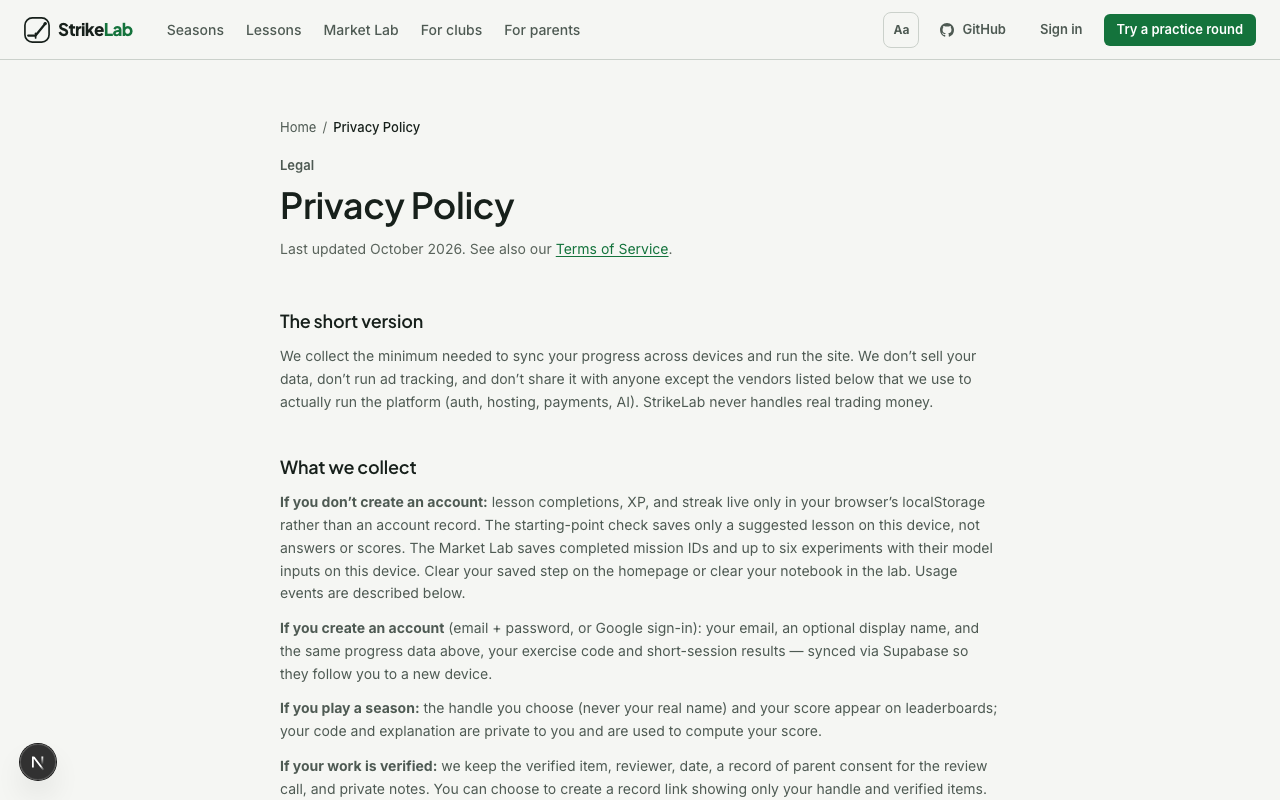 StrikeLab
Seasons
Lessons
Market Lab
For clubs
For parents
Aa
GitHub
Sign in
Try a practice round
Home / Privacy Policy
Legal
Privacy Policy
Last updated October 2026. See also our Terms of Service.
The short version
We collect the minimum needed to sync your progress across devices and run the site. We don’t sell your
data, don’t run ad tracking, and don’t share it with anyone except the vendors listed below that we use to
actually run the platform (auth, hosting, payments, AI). StrikeLab never handles real trading money.
What we collect
If you don’t create an account: lesson completions, XP, and streak live only in your browser’s localStorage
rather than an account record. The starting-point check saves only a suggested lesson on this device, not
answers or scores. The Market Lab saves completed mission IDs and up to six experiments with their model
inputs on this device. Clear your saved step on the homepage or clear your notebook in the lab. Usage
events are described below.
If you create an account (email + password, or Google sign-in): your email, an optional display name, and
the same progress data above, your exercise code and short-session results — synced via Supabase so
they follow you to a new device.
If you play a season: the handle you choose (never your real name) and your score appear on leaderboards;
your code and explanation are private to you and are used to compute your score.
If your work is verified: we keep the verified item, reviewer, date, a record of parent consent for the review
call, and private notes. You can choose to create a record link showing only your handle and verified items.
N